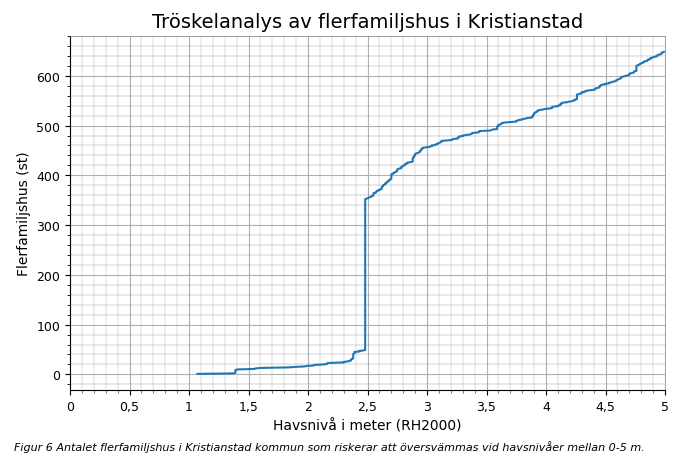 Tröskelanalys av flerfamiljshus i Kristianstad
Flerfamiljshus (st)
600
500
400
300
200
100
0
0 0,5 1 1,5 2 2,5 3 3,5 4 4,5 5
Havsnivå i meter (RH2000)
Figur 6 Antalet flerfamiljshus i Kristianstad kommun som riskerar att översvämmas vid havsnivåer mellan 0-5 m.